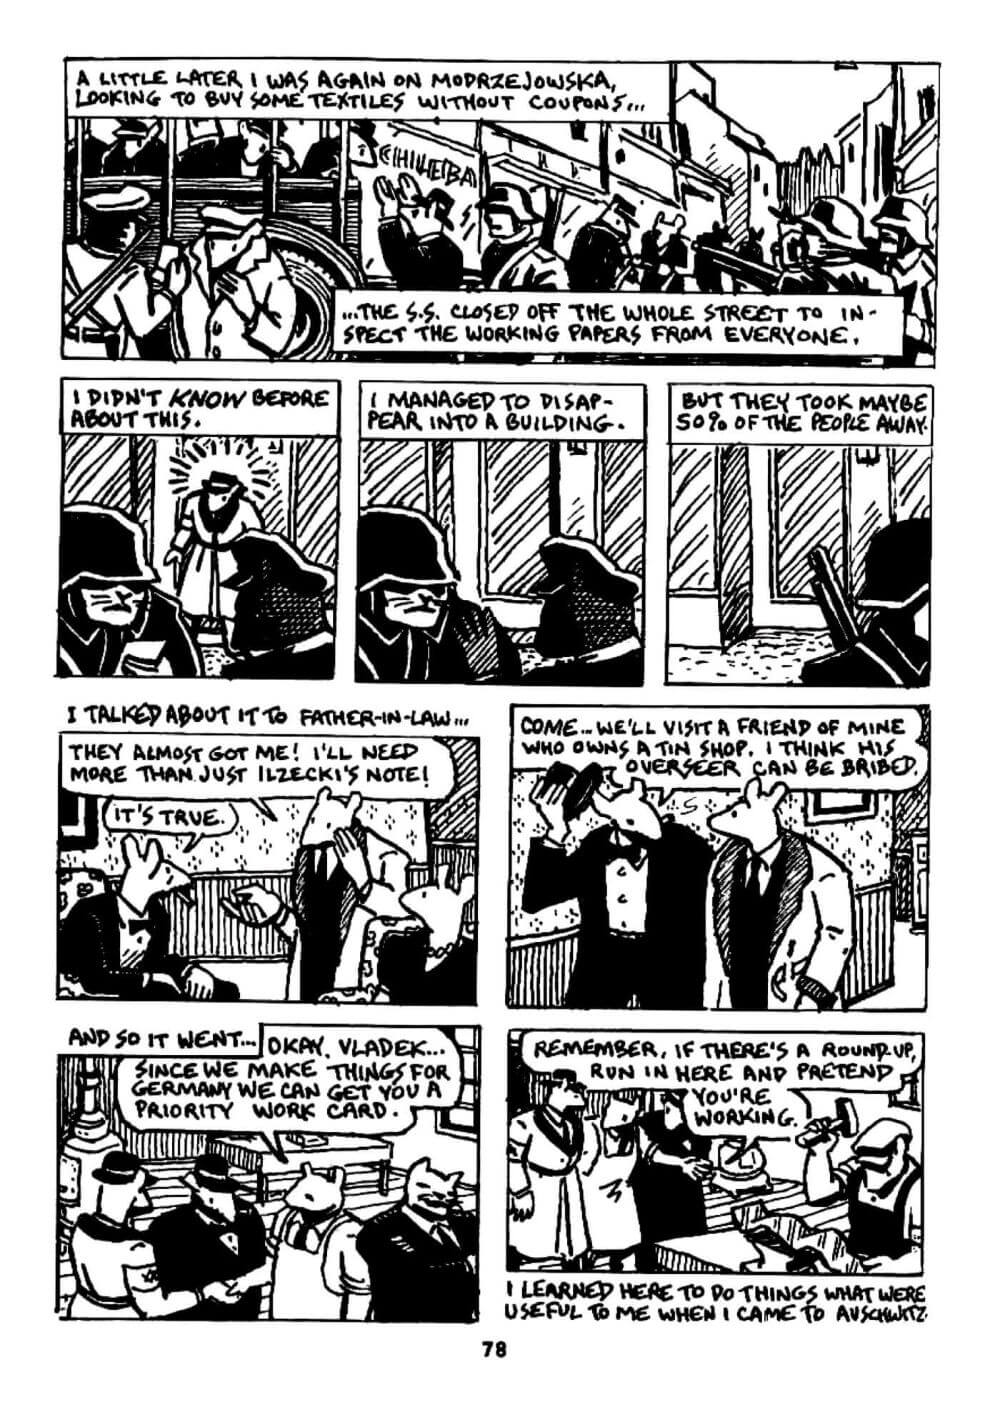 A LITTLE LATER I WAS AGAIN ON MODRZEJOWSKA,
LOOKING TO BUY SOME TEXTILES WITHOUT COUPONS...
CHILEBA
...THE S.S. CLOSED OFF THE WHOLE STREET TO IN-
SPECT THE WORKING PAPERS FROM EVERYONE.
I DIDN'T KNOW BEFORE
ABOUT THIS.
I MANAGED TO DISAP-
PEAR INTO A BUILDING.
BUT THEY TOOK MAYBE
50% OF THE PEOPLE AWAY.
I TALKED ABOUT IT TO FATHER-IN-LAW...
THEY ALMOST GOT ME! I'LL NEED
MORE THAN JUST ILZECKI'S NOTE!
IT'S TRUE.
COME... WE'LL VISIT A FRIEND OF MINE
WHO OWNS A TIN SHOP. I THINK HIS
OVERSEER CAN BE BRIBED.
AND SO IT WENT...
OKAY, VLADEK...
SINCE WE MAKE THINGS FOR
GERMANY WE CAN GET YOU A
PRIORITY WORK CARD.
REMEMBER, IF THERE'S A ROUND-UP,
RUN IN HERE AND PRETEND
YOU'RE
WORKING.
I LEARNED HERE TO DO THINGS WHAT WERE
USEFUL TO ME WHEN I CAME TO AUSCHWITZ.
78